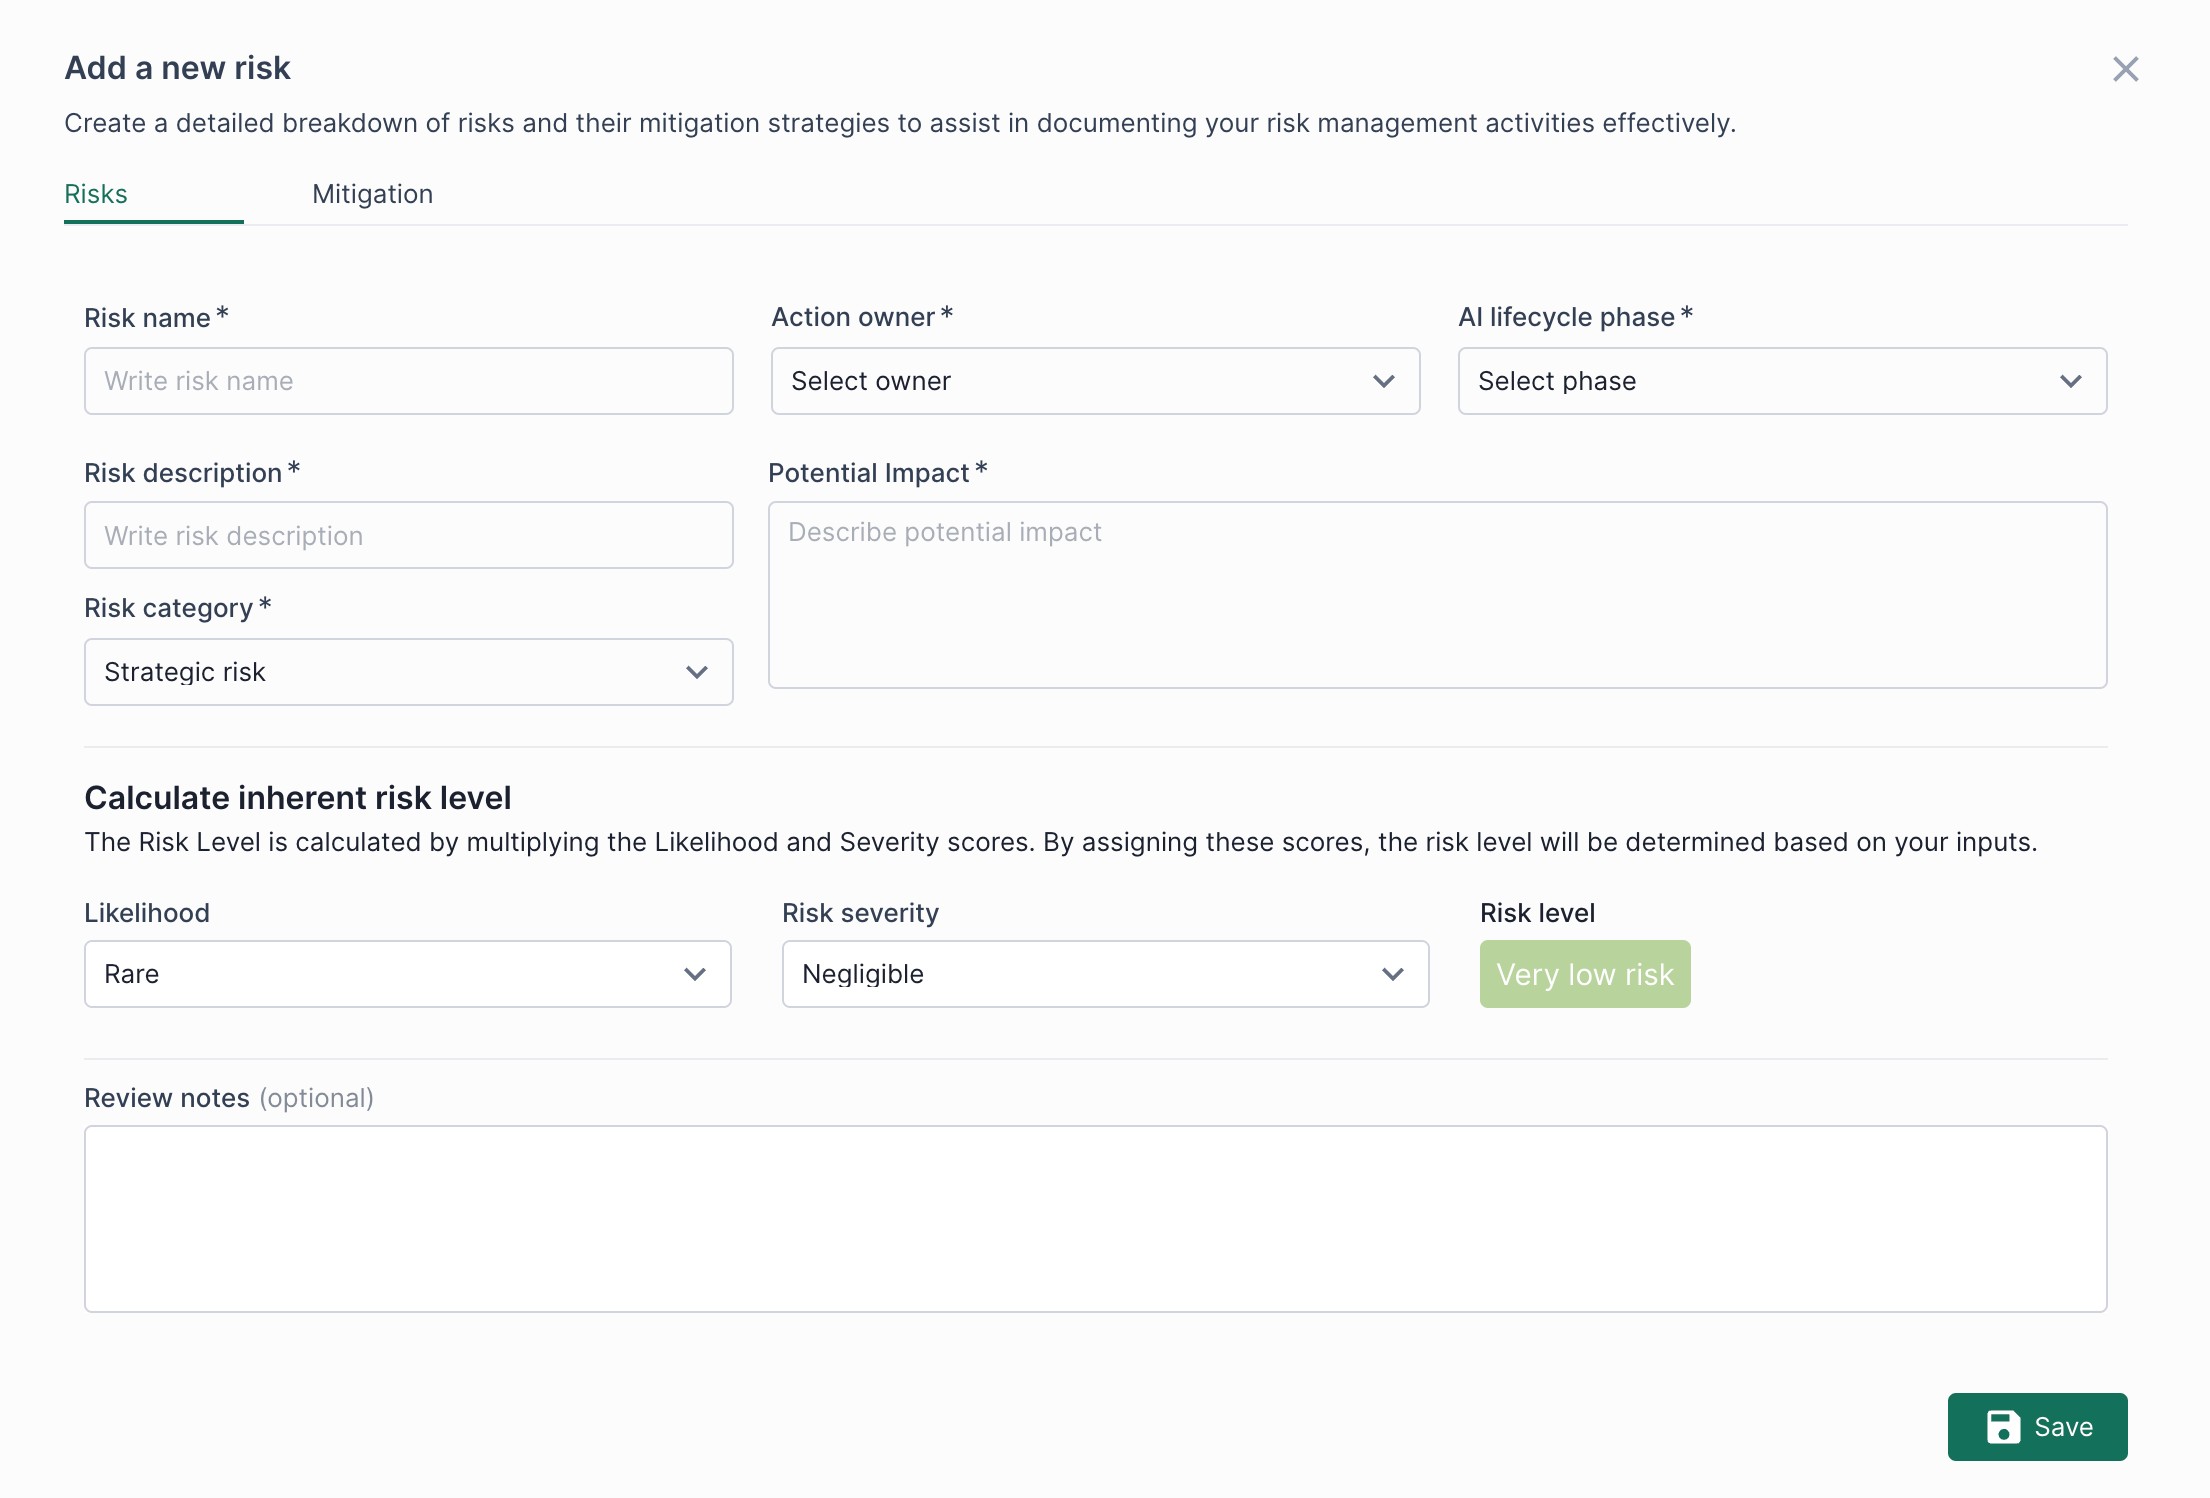 Add a new risk
Create a detailed breakdown of risks and their mitigation strategies to assist in documenting your risk management activities effectively.
Risks
Mitigation
Risk name *
Write risk name
Action owner *
Select owner
AI lifecycle phase *
Select phase
Risk description *
Write risk description
Potential Impact *
Describe potential impact
Risk category *
Strategic risk
Calculate inherent risk level
The Risk Level is calculated by multiplying the Likelihood and Severity scores. By assigning these scores, the risk level will be determined based on your inputs.
Likelihood
Rare
Risk severity
Negligible
Risk level
Very low risk
Review notes (optional)
Save